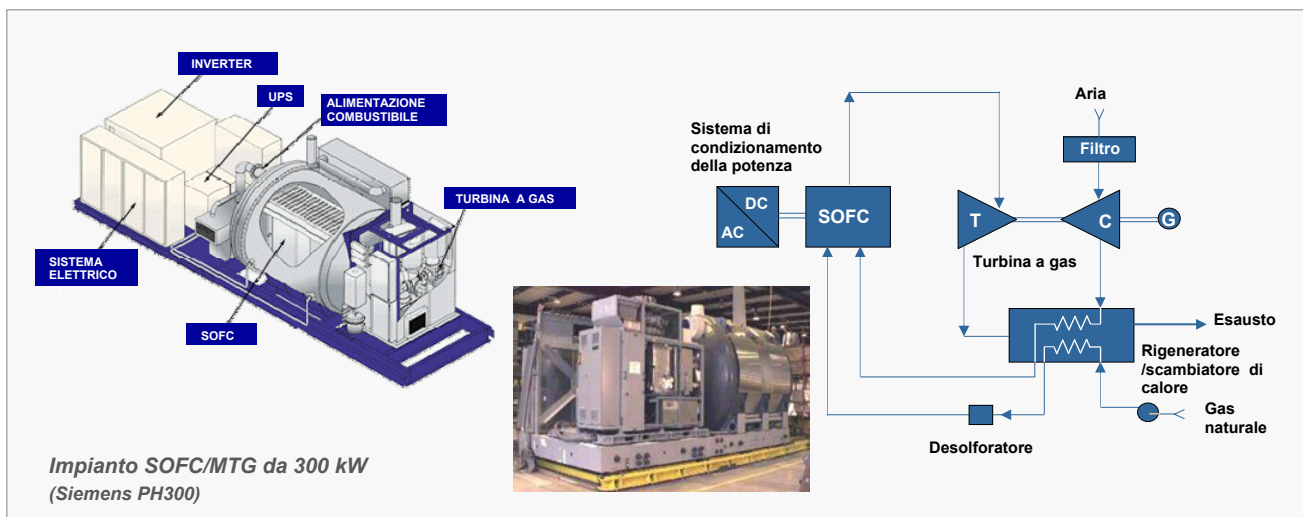 INVERTER
UPS
ALIMENTAZIONE
COMBUSTIBILE
TURBINA A GAS
SISTEMA
ELETTRICO
SOFC
Impianto SOFC/MTG da 300 kW
(Siemens PH300)
Sistema di
condizionamento
della potenza
DC
AC
SOFC
Aria
Filtro
T
C
G
Turbina a gas
Esausto
Rigeneratore
/scambiatore di
calore
Gas
naturale
Desolforatore